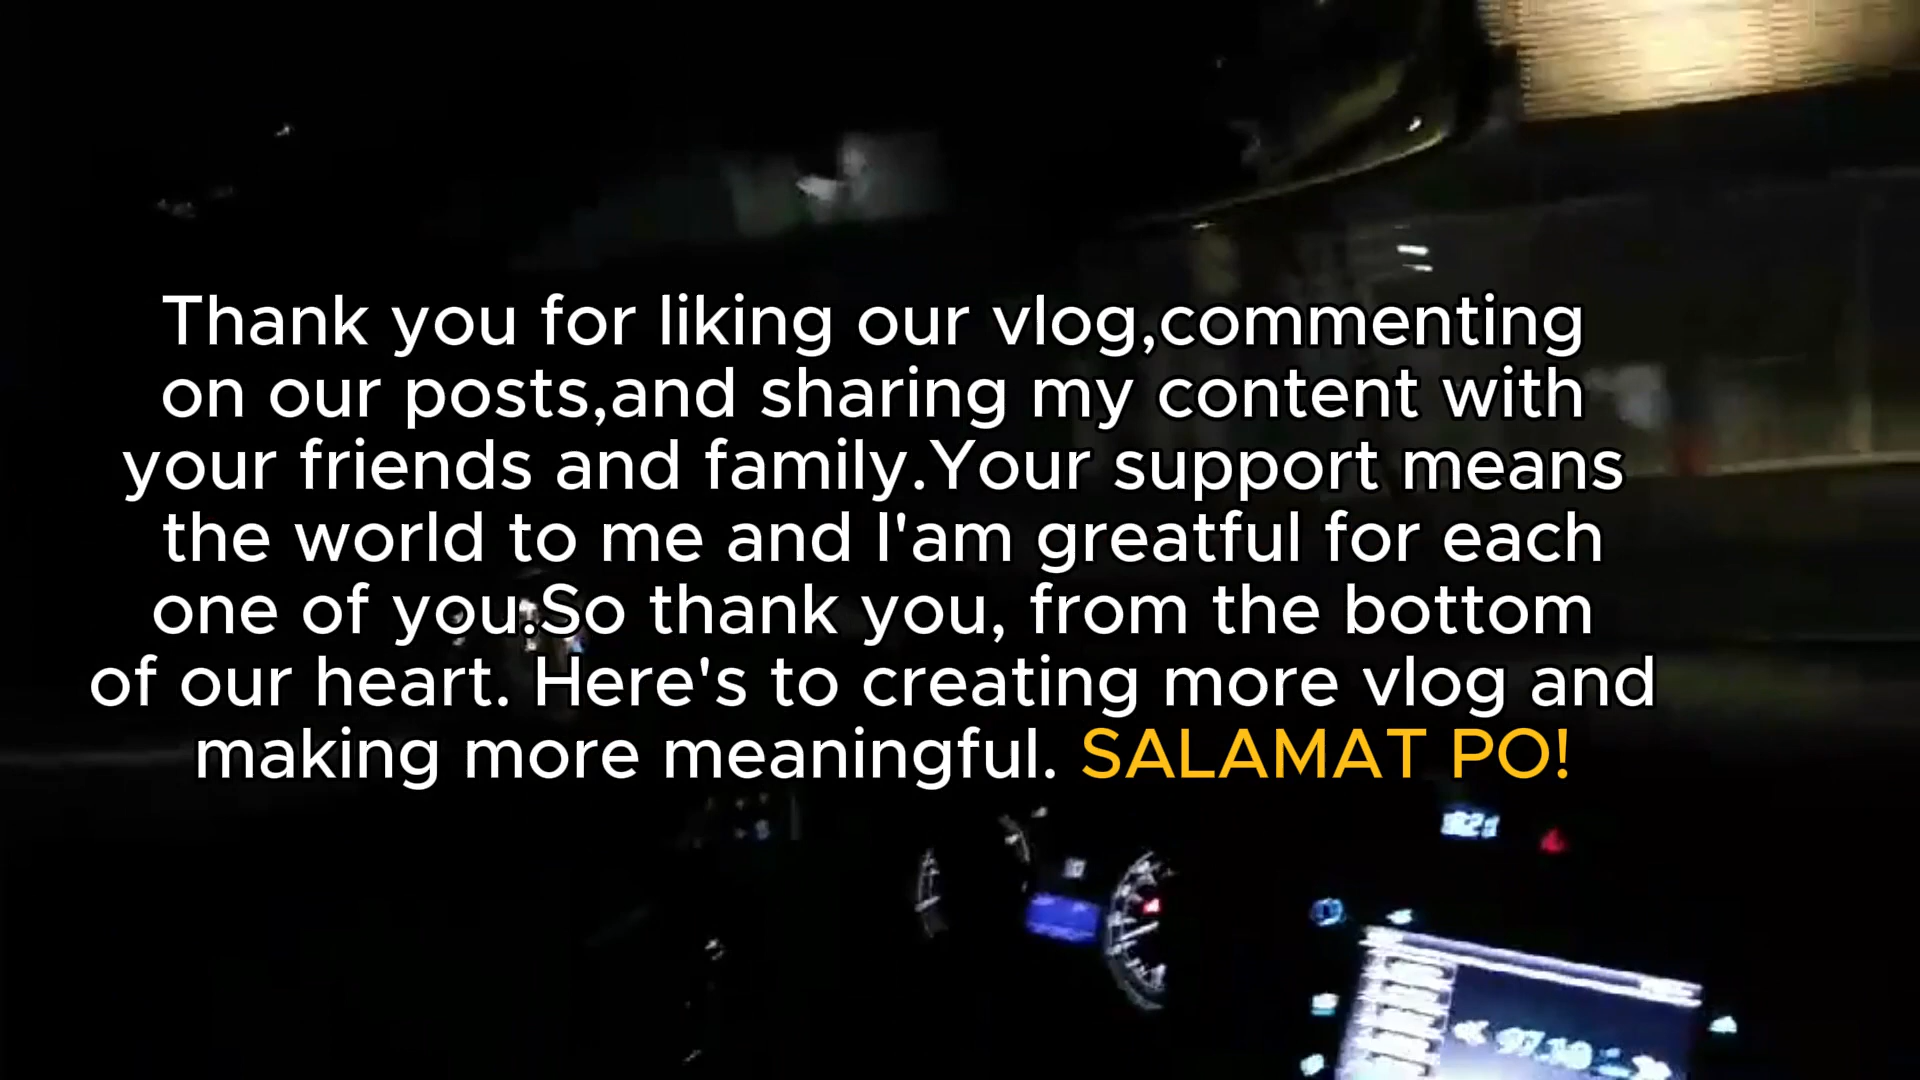 Thank you for liking our vlog,commenting
on our posts,and sharing my content with
your friends and family.Your support means
the world to me and I'am greatful for each
one of you.So thank you, from the bottom
of our heart. Here's to creating more vlog and
making more meaningful. SALAMAT PO!